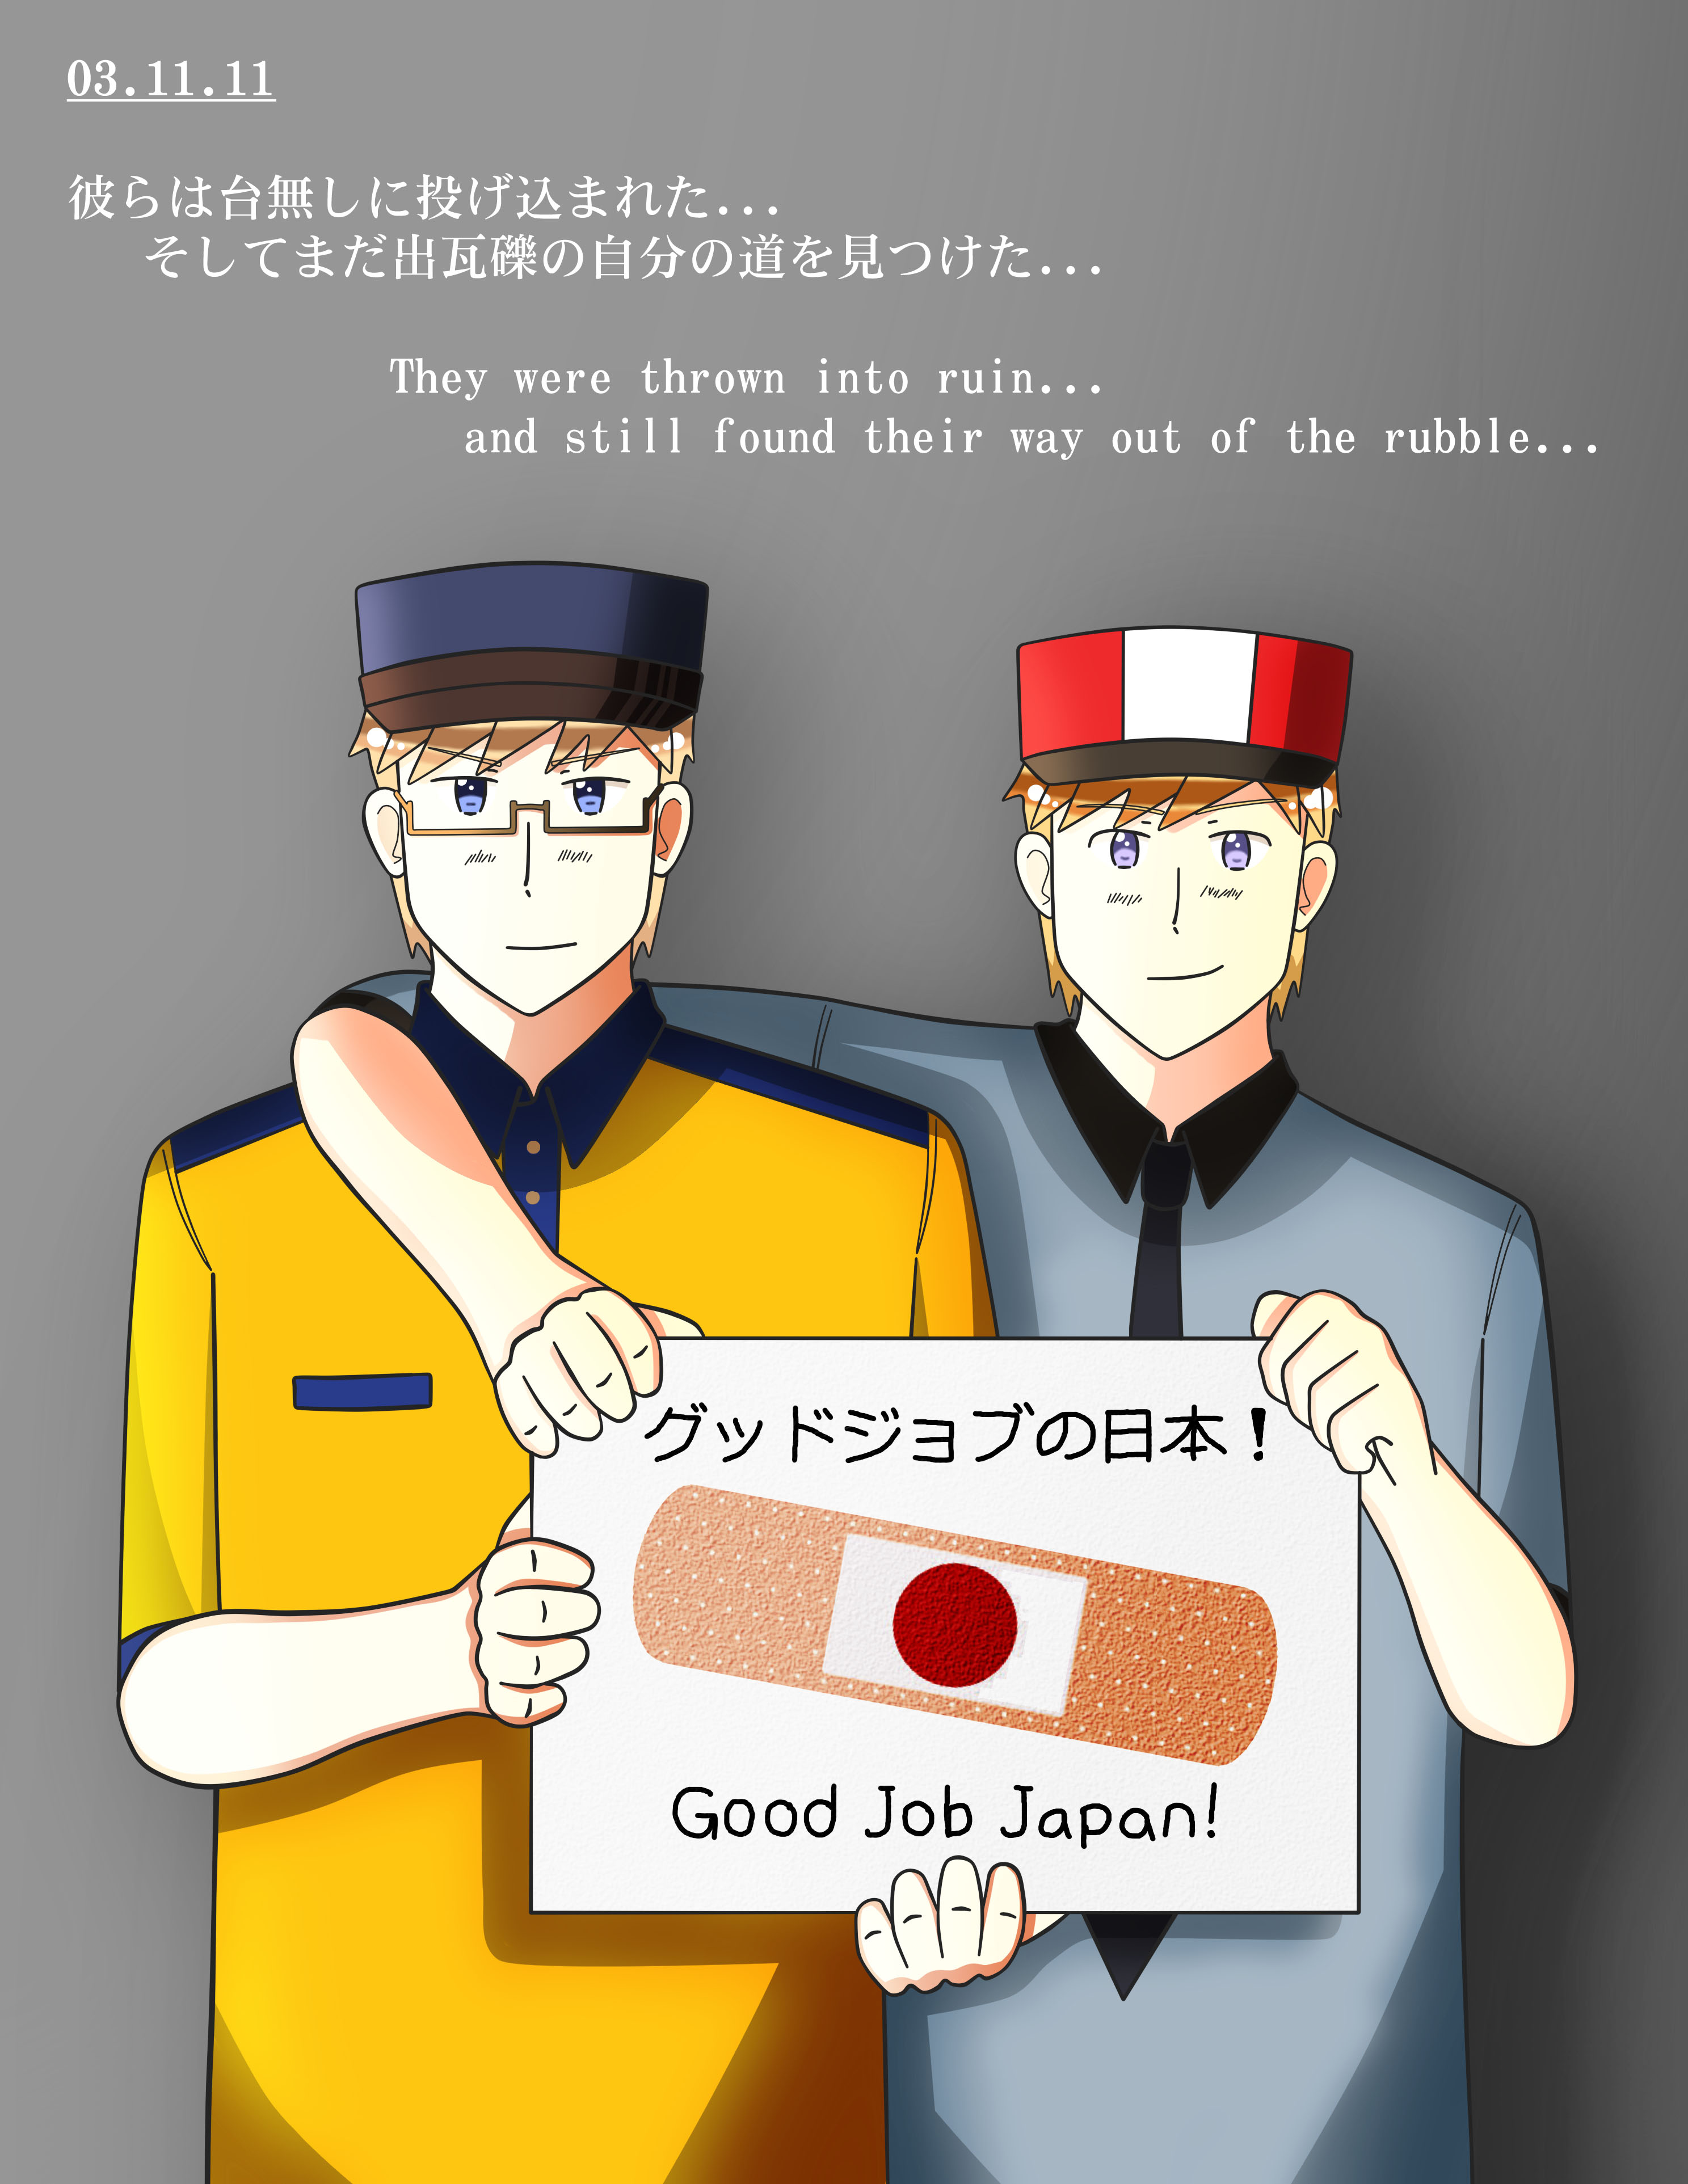 03.11.11
彼らは台無しに投げ込まれた...
そしてまだ出瓦礫の自分の道を見つけた...
They were thrown into ruin...
and still found their way out of the rubble...
グッドジョブの日本！
Good Job Japan!